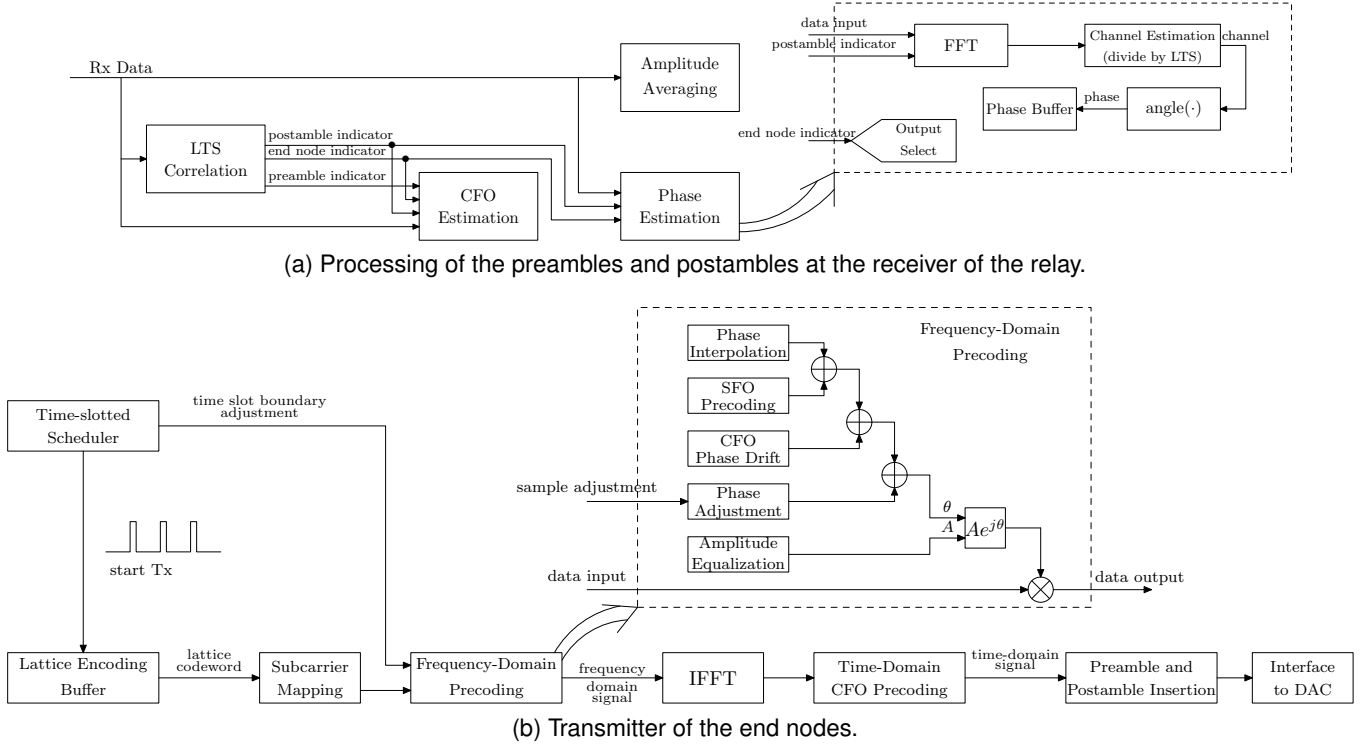 Rx Data
LTS
Correlation
postamble indicator
end node indicator
preamble indicator
CFO
Estimation
Amplitude
Averaging
Phase
Estimation
data input
postamble indicator
FFT
Channel Estimation
(divide by LTS)
channel
angle(·)
phase
Phase Buffer
end node indicator
Output
Select
(a) Processing of the preambles and postambles at the receiver of the relay.
Frequency-Domain
Precoding
Phase
Interpolation
SFO
Precoding
CFO
Phase Drift
sample adjustment
Phase
Adjustment
Amplitude
Equalization
θ
A
Ae^{jθ}
data input
data output
Time-slotted
Scheduler
time slot boundary
adjustment
start Tx
Lattice Encoding
Buffer
lattice
codeword
Subcarrier
Mapping
Frequency-Domain
Precoding
frequency
domain
signal
IFFT
Time-Domain
CFO Precoding
time-domain
signal
Preamble and
Postamble Insertion
Interface
to DAC
(b) Transmitter of the end nodes.